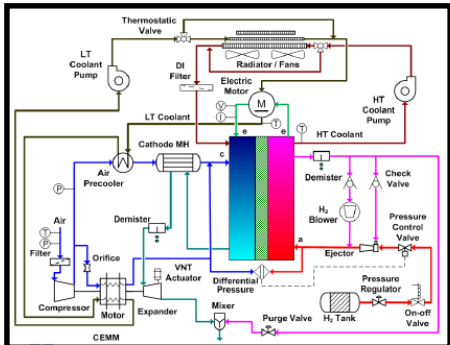 Thermostatic
Valve
LT
Coolant
Pump
DI
Filter
Radiator / Fans
Electric
Motor
M
V
I
T
T
LT Coolant
HT Coolant
HT
Coolant
Pump
e
e
Cathode MH
c
Air
Precooler
P
Demister
Check
Valve
Demister
H₂
Blower
Air
T
P
Filter
Orifice
VNT
Actuator
a
Pressure
Control
Valve
Ejector
Differential
Pressure
Pressure
Regulator
Compressor
Motor
Expander
Mixer
H₂ Tank
On-off
Valve
Purge Valve
CEMM